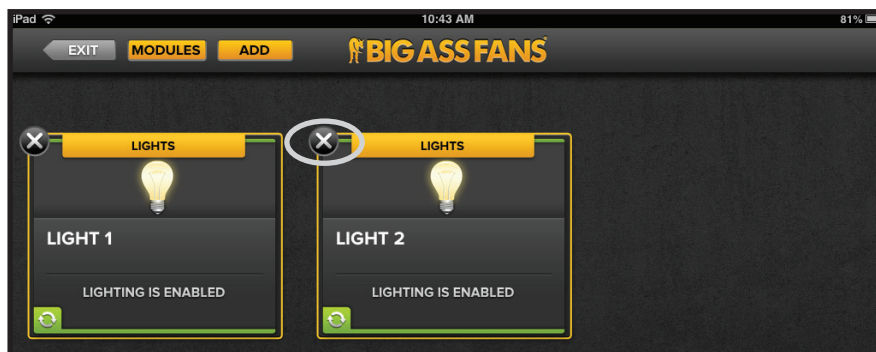 iPad 10:43 AM 81%
EXIT MODULES ADD BIG ASS FANS
LIGHTS LIGHTS
LIGHT 1 LIGHT 2
LIGHTING IS ENABLED LIGHTING IS ENABLED